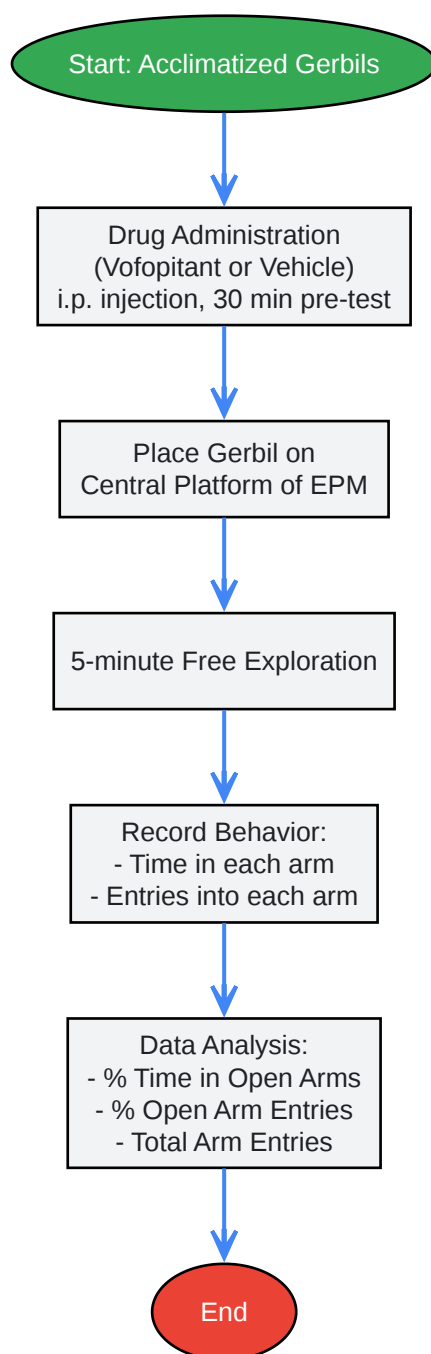 Start: Acclimatized Gerbils
Drug Administration
(Vofopitant or Vehicle)
i.p. injection, 30 min pre-test
Place Gerbil on
Central Platform of EPM
5-minute Free Exploration
Record Behavior:
- Time in each arm
- Entries into each arm
Data Analysis:
- % Time in Open Arms
- % Open Arm Entries
- Total Arm Entries
End